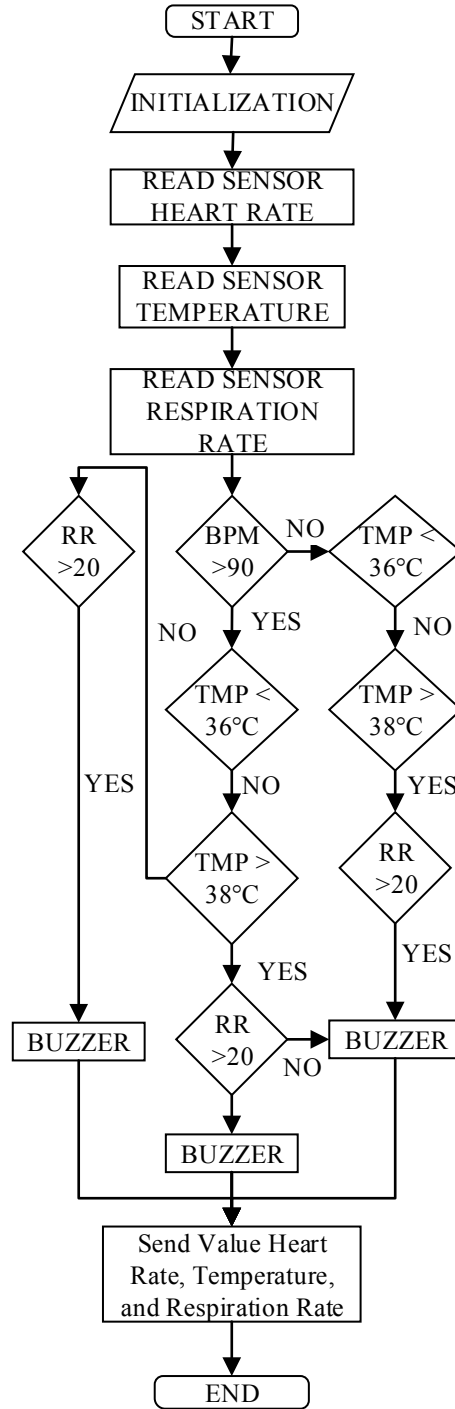 START
INITIALIZATION
READ SENSOR
HEART RATE
READ SENSOR
TEMPERATURE
READ SENSOR
RESPIRATION
RATE
RR
>20
BPM
>90
NO
TMP <
36°C
NO
YES
NO
TMP <
36°C
TMP >
38°C
YES
NO
YES
TMP >
38°C
RR
>20
YES
YES
BUZZER
RR
>20
NO
BUZZER
BUZZER
Send Value Heart
Rate, Temperature,
and Respiration Rate
END